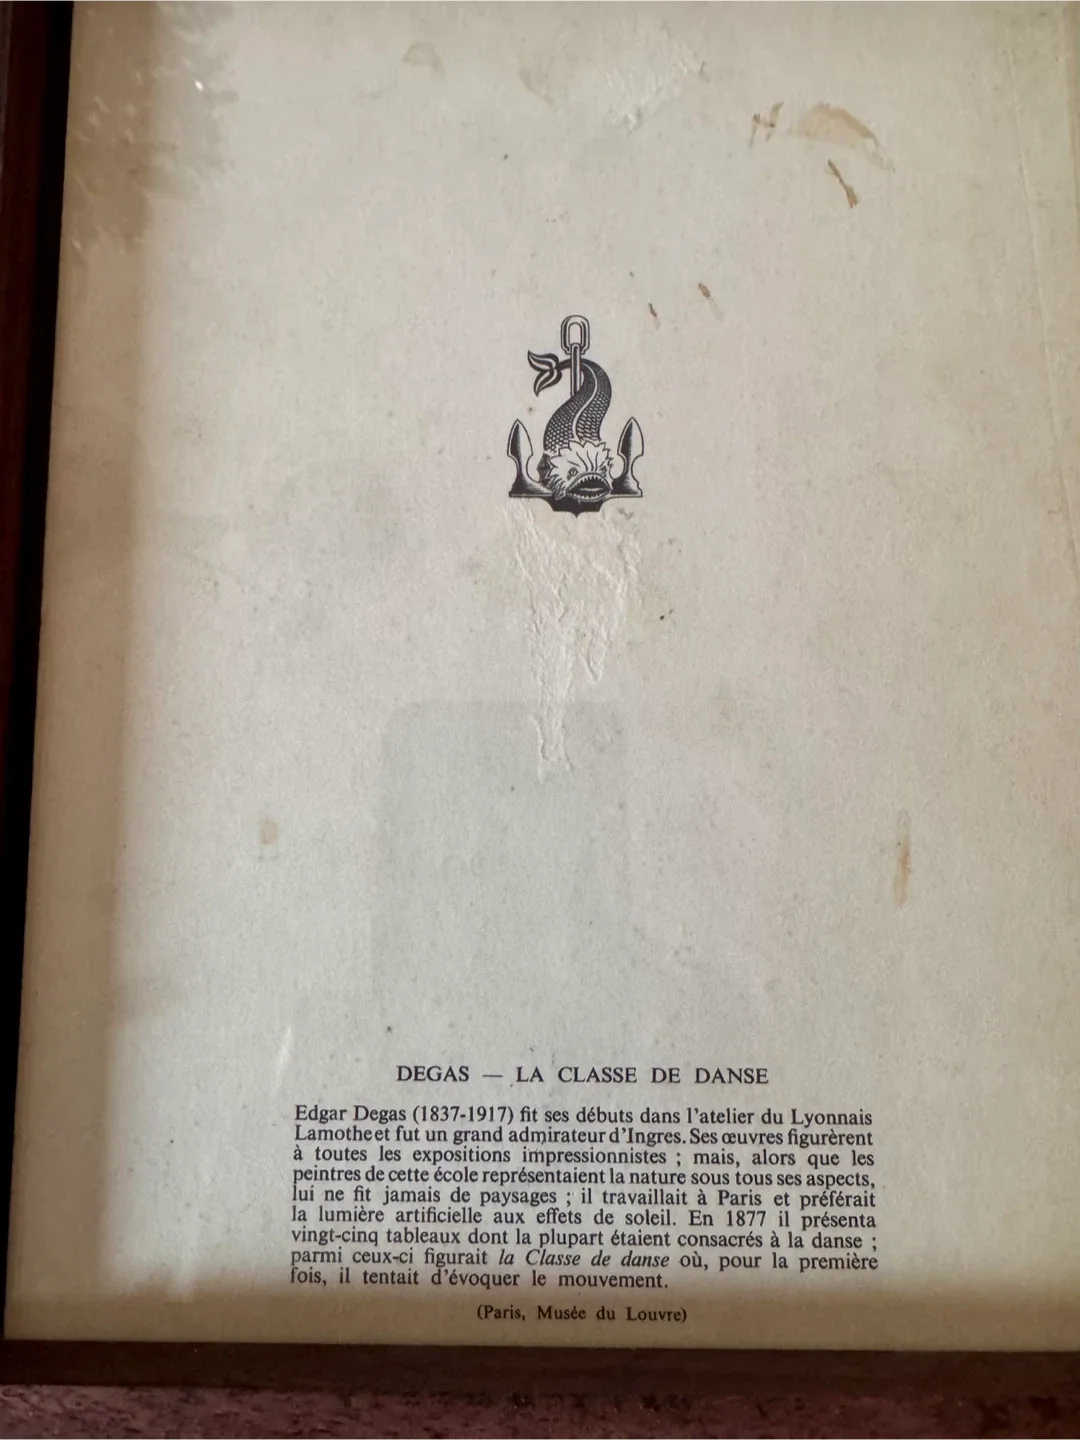 DEGAS — LA CLASSE DE DANSE
Edgar Degas (1837-1917) fit ses débuts dans l'atelier du Lyonnais
Lamothe et fut un grand admirateur d'Ingres. Ses œuvres figurèrent
à toutes les expositions impressionnistes ; mais, alors que les
peintres de cette école représentaient la nature sous tous ses aspects,
lui ne fit jamais de paysages ; il travaillait à Paris et préférait
la lumière artificielle aux effets de soleil. En 1877 il présenta
vingt-cinq tableaux dont la plupart étaient consacrés à la danse ;
parmi ceux-ci figurait la Classe de danse où, pour la première
fois, il tentait d'évoquer le mouvement.
(Paris, Musée du Louvre)